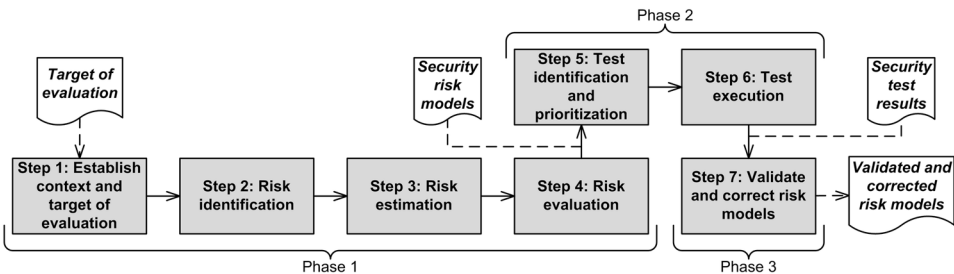 Phase 2
Target of
evaluation
Security
risk
models
Step 5: Test
identification
and
prioritization
Step 6: Test
execution
Security
test
results
Step 1: Establish
context and
target of
evaluation
Step 2: Risk
identification
Step 3: Risk
estimation
Step 4: Risk
evaluation
Step 7: Validate
and correct risk
models
Validated and
corrected
risk models
Phase 1
Phase 3